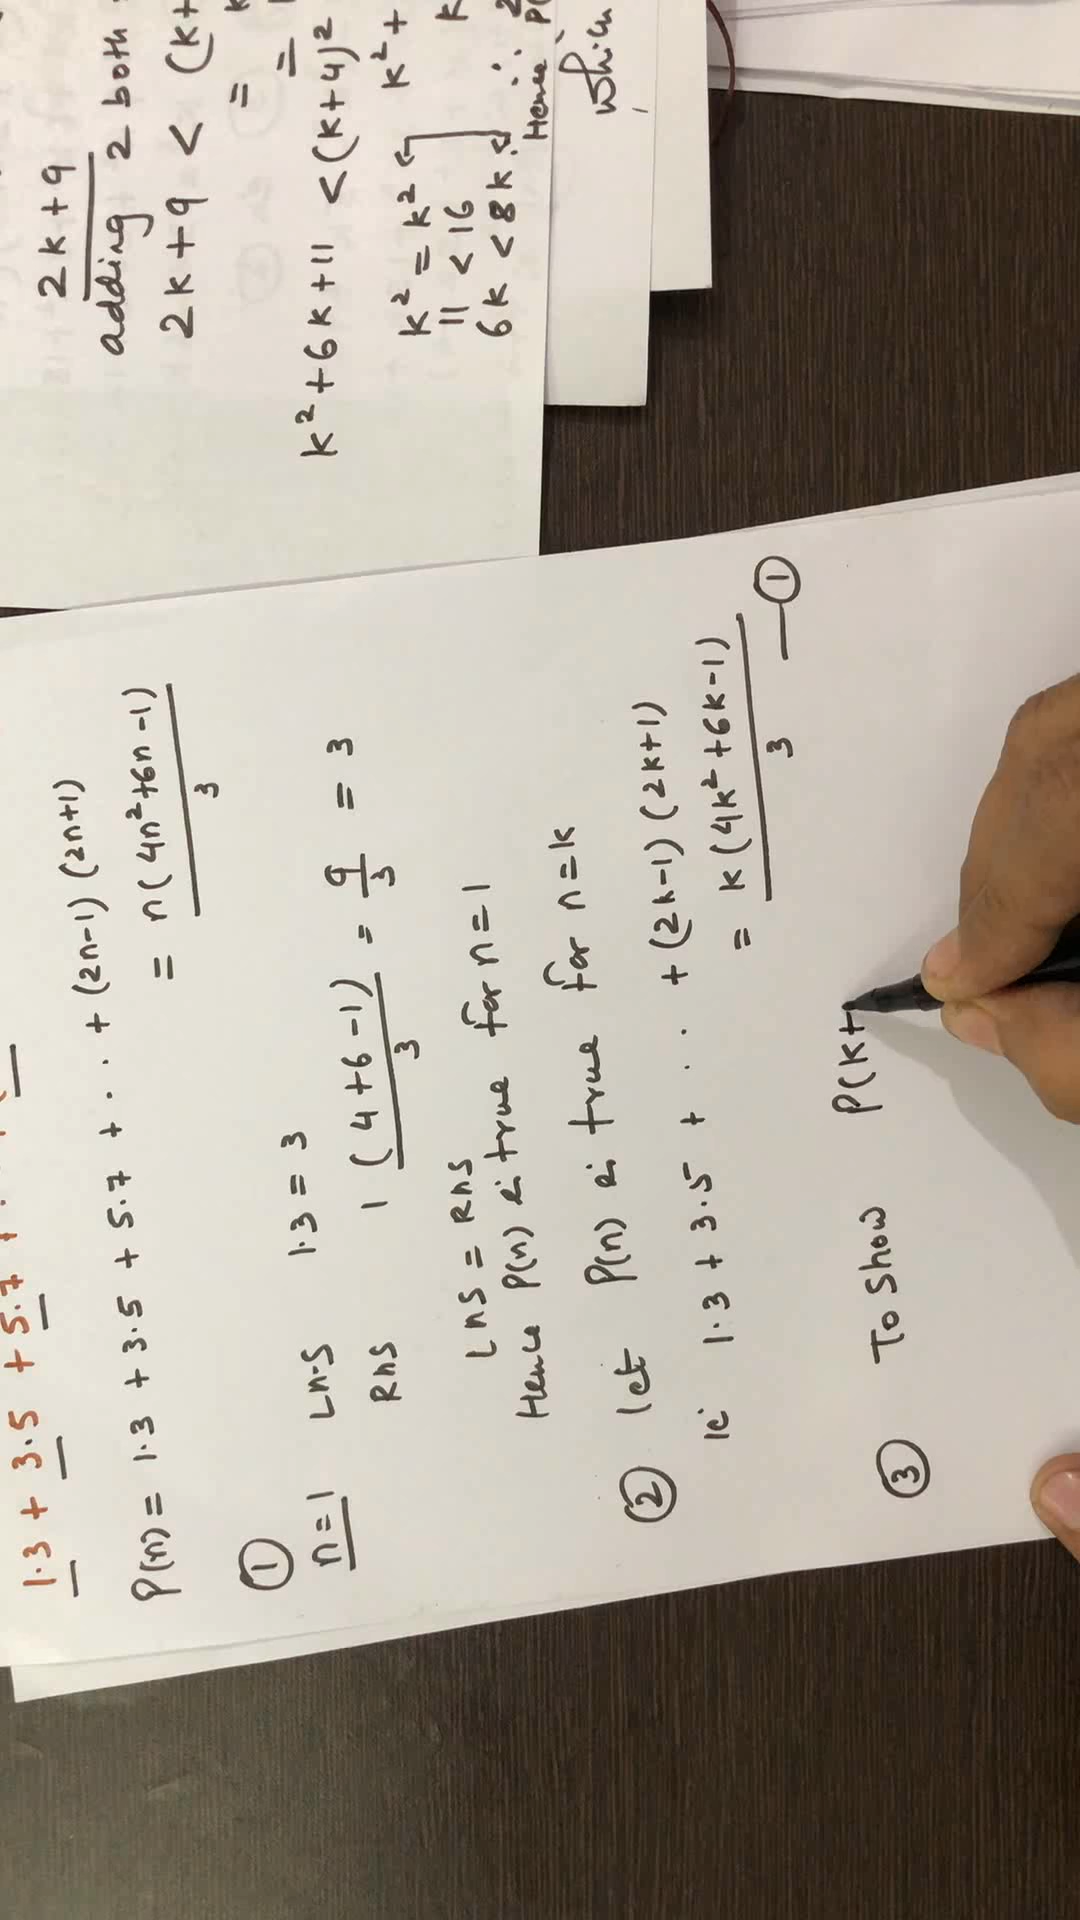 2k+9
adding 2 both
2k+9 < (k+
=
=
k²+6k+11 < (k+4)²
k² = k²
k²+
11 < 16
6k < 8k
∴ 2
Hence P(
which
1.3 + 3.5 + 5.7 +
P(n) = 1.3 + 3.5 + 5.7 + . . + (2n-1) (2n+1)
= n(4n²+6n-1)
3
①
n=1 LHS 1.3 = 3
RHS 1(4+6-1)/3 = 9/3 = 3
LHS = RHS
Hence P(n) is true for n=1
② let P(n) is true for n=k
ie 1.3 + 3.5 + . . + (2k-1) (2k+1)
= k(4k²+6k-1)
3 — ①
③ To Show P(k+